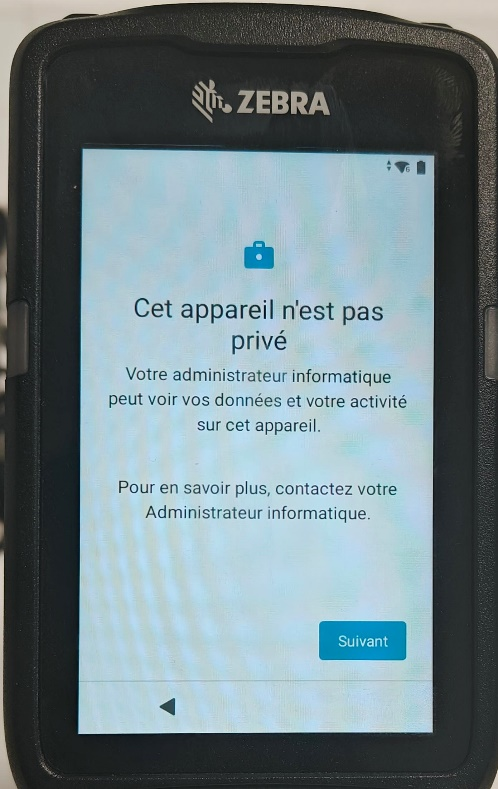 ZEBRA
Cet appareil n'est pas
privé
Votre administrateur informatique
peut voir vos données et votre activité
sur cet appareil.
Pour en savoir plus, contactez votre
Administrateur informatique.
Suivant